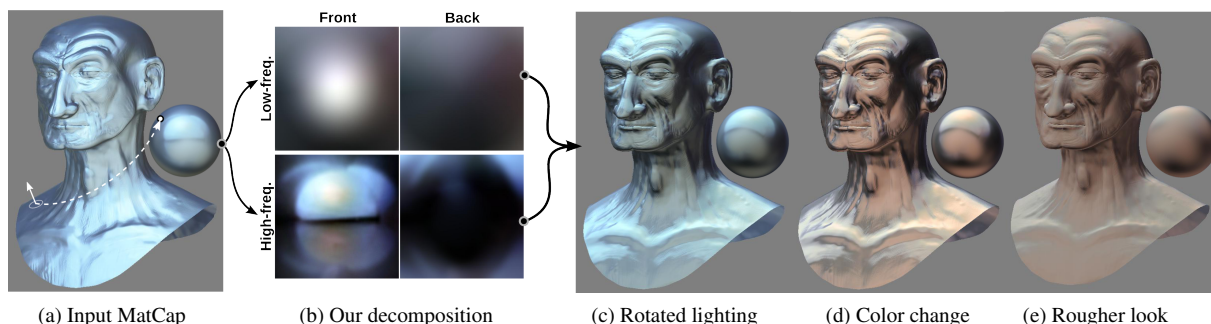 Front
Back
Low-freq.
High-freq.
(a) Input MatCap
(b) Our decomposition
(c) Rotated lighting
(d) Color change
(e) Rougher look